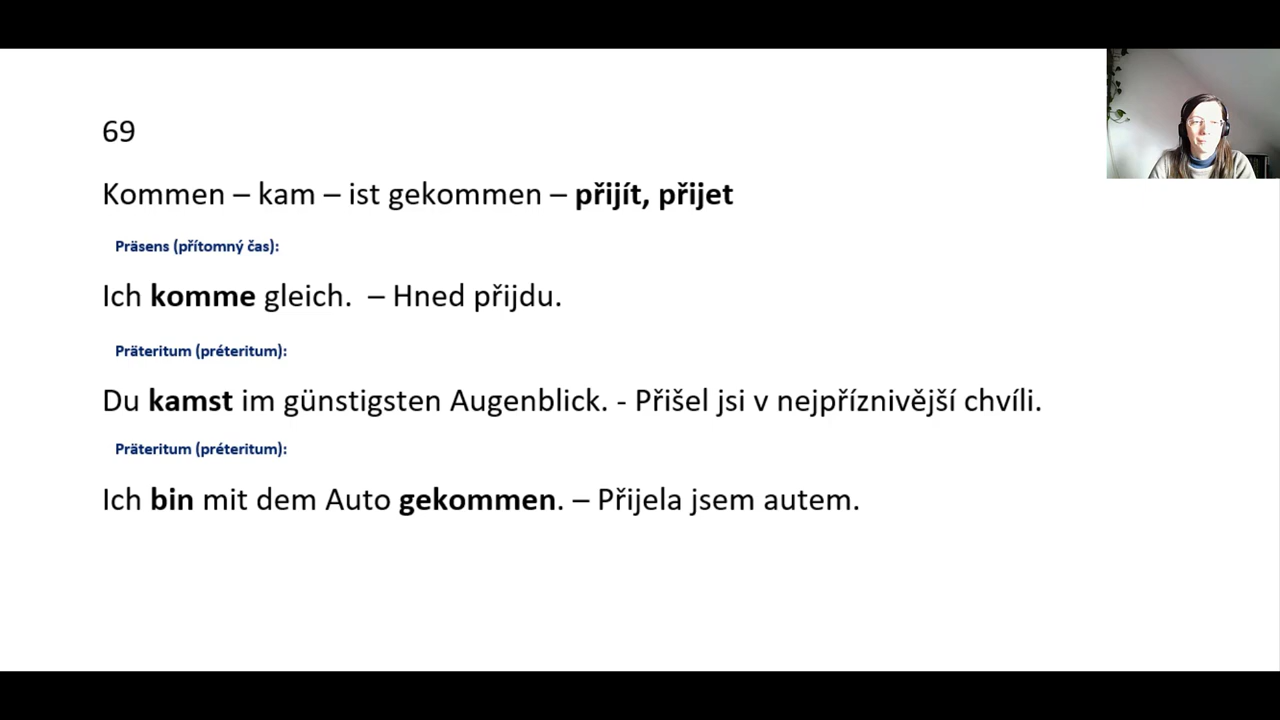 69
Kommen – kam – ist gekommen – přijít, přijet
Präsens (přítomný čas):
Ich komme gleich. – Hned přijdu.
Präteritum (préteritum):
Du kamst im günstigsten Augenblick. - Přišel jsi v nejpříznivější chvíli.
Präteritum (préteritum):
Ich bin mit dem Auto gekommen. – Přijela jsem autem.